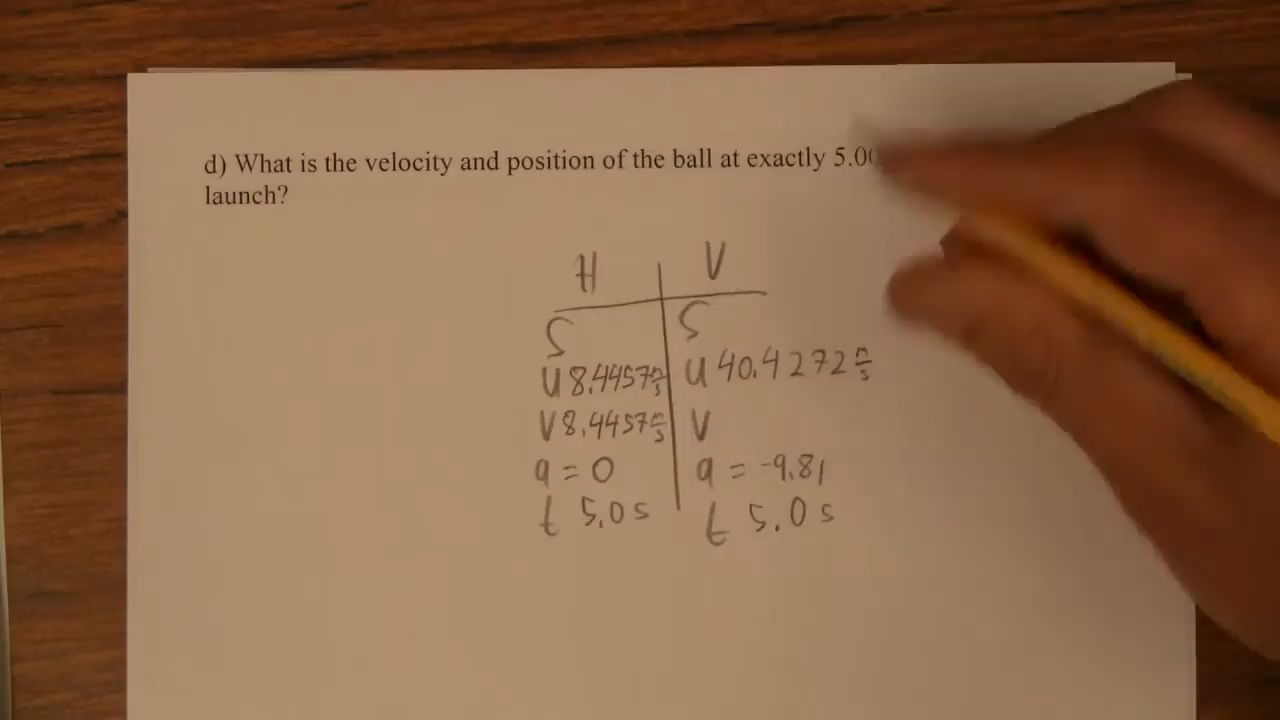 d) What is the velocity and position of the ball at exactly 5.00
launch?
H V
S S
u 8.4457 m/s u 40.4272 m/s
v 8.4457 m/s v
a = 0 a = -9.81
t 5.0 s t 5.0 s